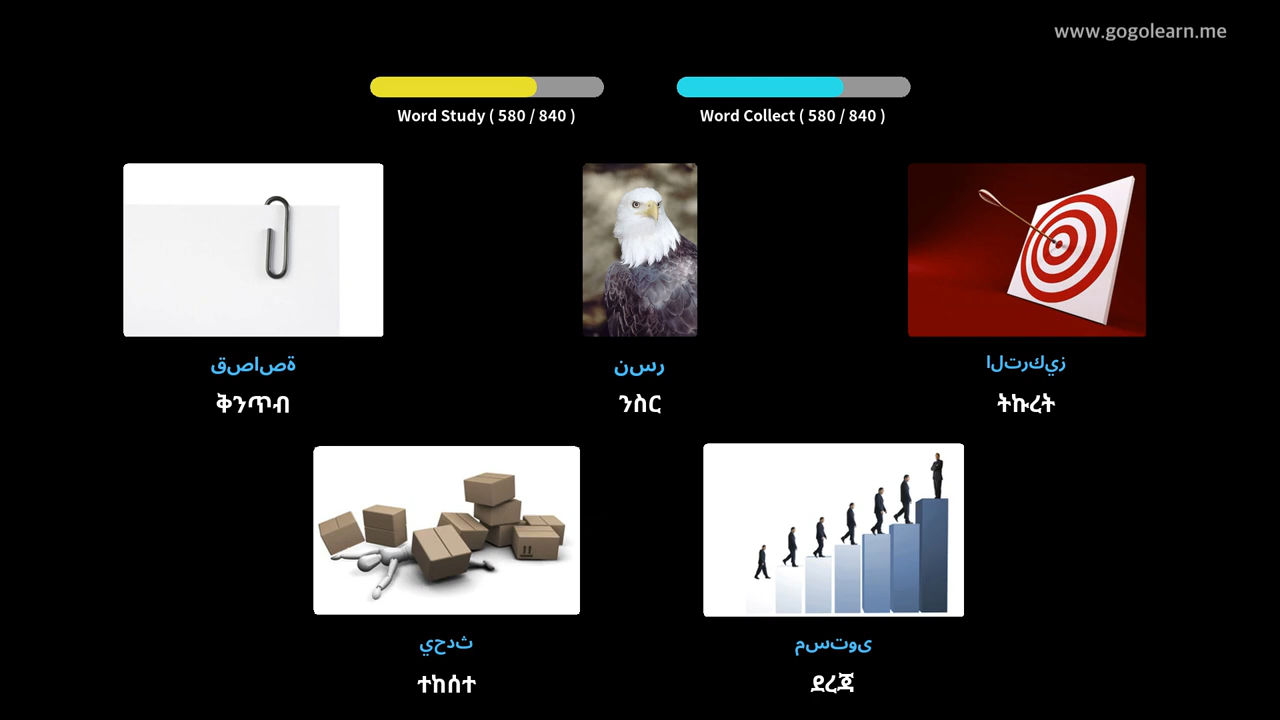 www.gogolearn.me
Word Study ( 580 / 840 )
Word Collect ( 580 / 840 )
قصاصة
نسر
التركيز
ቅንጥብ
ንስር
ትኩረት
يحدث
مستوى
ተከሰተ
ደረጃ